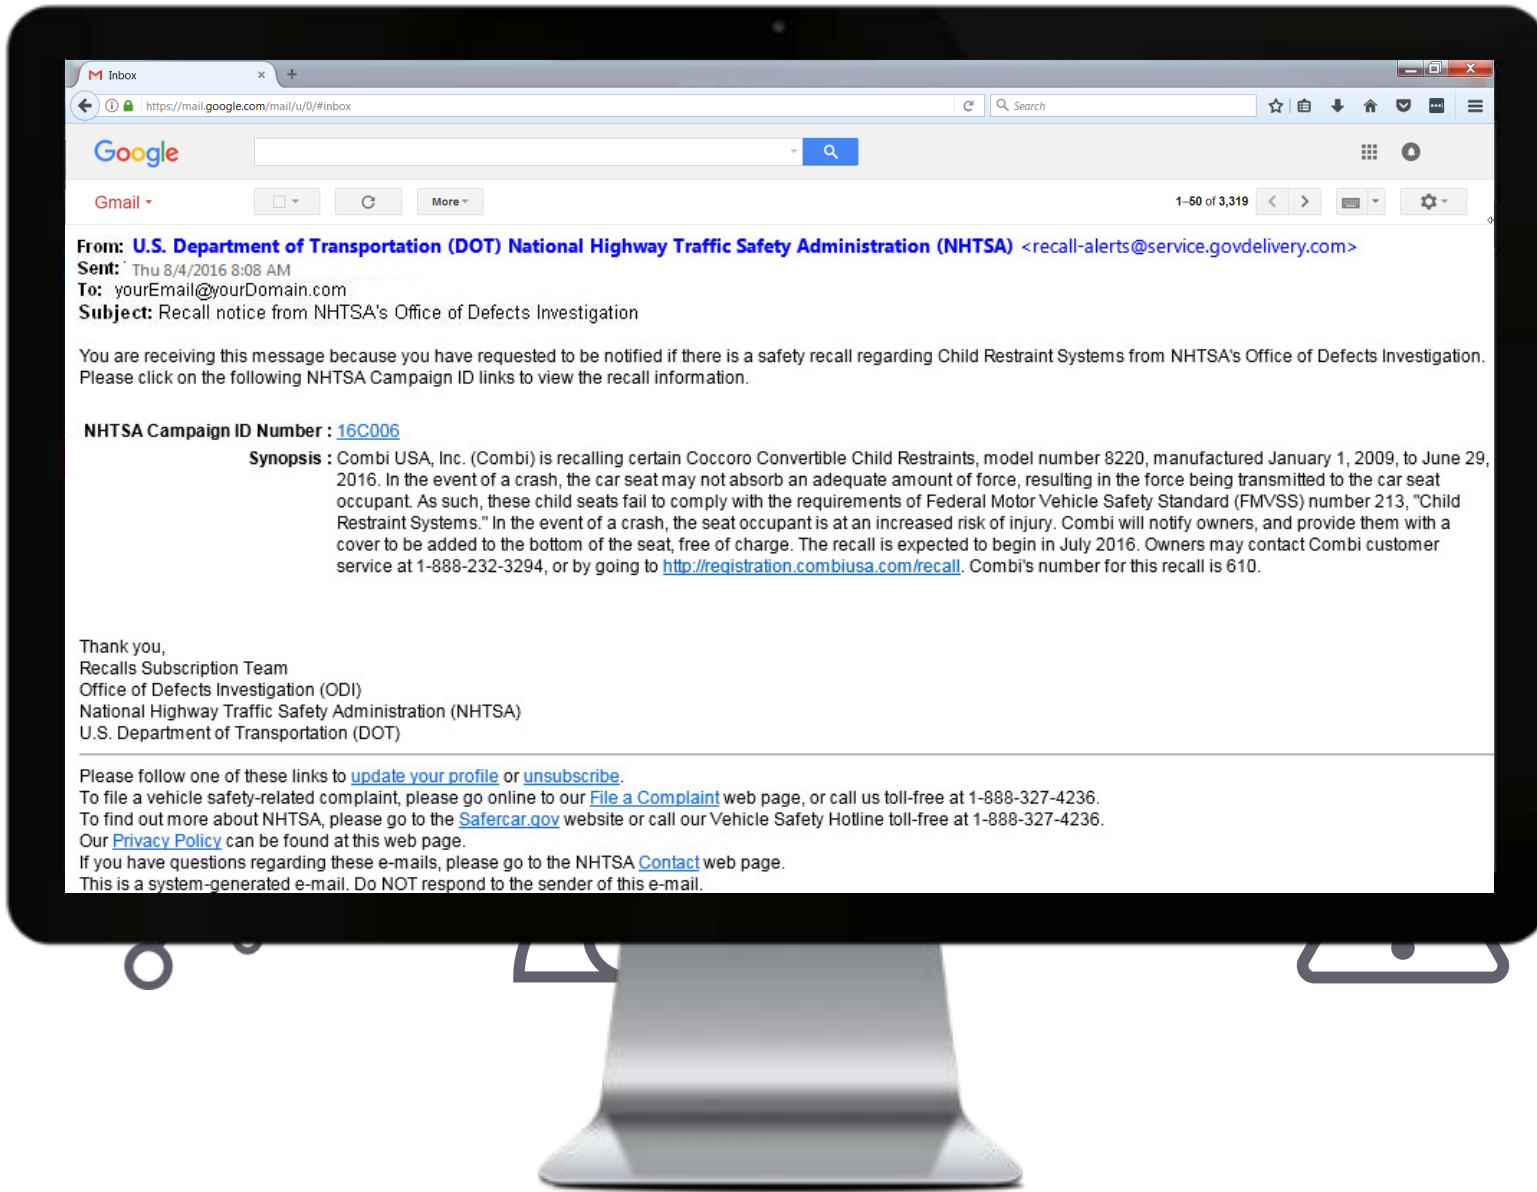 Inbox
https://mail.google.com/mail/u/0/#inbox
Search
Google
Gmail
More
1–50 of 3,319
From: U.S. Department of Transportation (DOT) National Highway Traffic Safety Administration (NHTSA) <recall-alerts@service.govdelivery.com>
Sent: Thu 8/4/2016 8:08 AM
To: yourEmail@yourDomain.com
Subject: Recall notice from NHTSA's Office of Defects Investigation
You are receiving this message because you have requested to be notified if there is a safety recall regarding Child Restraint Systems from NHTSA's Office of Defects Investigation.
Please click on the following NHTSA Campaign ID links to view the recall information.
NHTSA Campaign ID Number : 16C006
Synopsis : Combi USA, Inc. (Combi) is recalling certain Coccoro Convertible Child Restraints, model number 8220, manufactured January 1, 2009, to June 29,
2016. In the event of a crash, the car seat may not absorb an adequate amount of force, resulting in the force being transmitted to the car seat
occupant. As such, these child seats fail to comply with the requirements of Federal Motor Vehicle Safety Standard (FMVSS) number 213, "Child
Restraint Systems." In the event of a crash, the seat occupant is at an increased risk of injury. Combi will notify owners, and provide them with a
cover to be added to the bottom of the seat, free of charge. The recall is expected to begin in July 2016. Owners may contact Combi customer
service at 1-888-232-3294, or by going to http://registration.combiusa.com/recall. Combi's number for this recall is 610.
Thank you,
Recalls Subscription Team
Office of Defects Investigation (ODI)
National Highway Traffic Safety Administration (NHTSA)
U.S. Department of Transportation (DOT)
Please follow one of these links to update your profile or unsubscribe.
To file a vehicle safety-related complaint, please go online to our File a Complaint web page, or call us toll-free at 1-888-327-4236.
To find out more about NHTSA, please go to the Safercar.gov website or call our Vehicle Safety Hotline toll-free at 1-888-327-4236.
Our Privacy Policy can be found at this web page.
If you have questions regarding these e-mails, please go to the NHTSA Contact web page.
This is a system-generated e-mail. Do NOT respond to the sender of this e-mail.